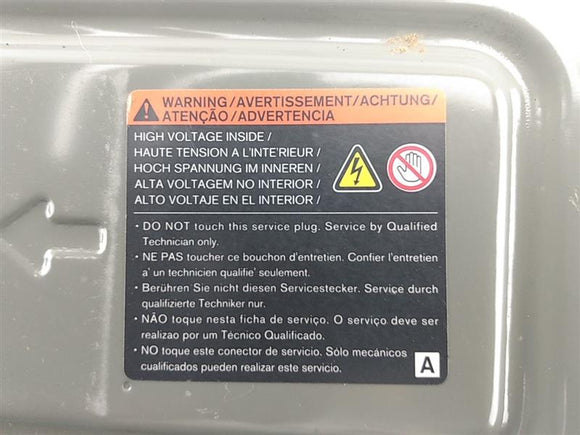 WARNING/AVERTISSEMENT/ACHTUNG/
ATENÇÃO/ADVERTENCIA
HIGH VOLTAGE INSIDE/
HAUTE TENSION A L'INTE'RIEUR/
HOCH SPANNUNG IM INNEREN/
ALTA VOLTAGEM NO INTERIOR/
ALTO VOLTAJE EN EL INTERIOR/
· DO NOT touch this service plug. Service by Qualified
Technician only.
· NE PAS toucher ce bouchon d'entretien. Confier l'entretien
a' un technicien qualifie' seulement.
· Berühren Sie nicht diesen Servicestecker. Service durch
qualifizierte Techniker nur.
· NÃO toque nesta ficha de serviço. O serviço deve ser
realizao por um Técnico Qualificado.
· NO toque este conector de servicio. Sólo mecánicos
cualificados pueden realizar este servicio.
A